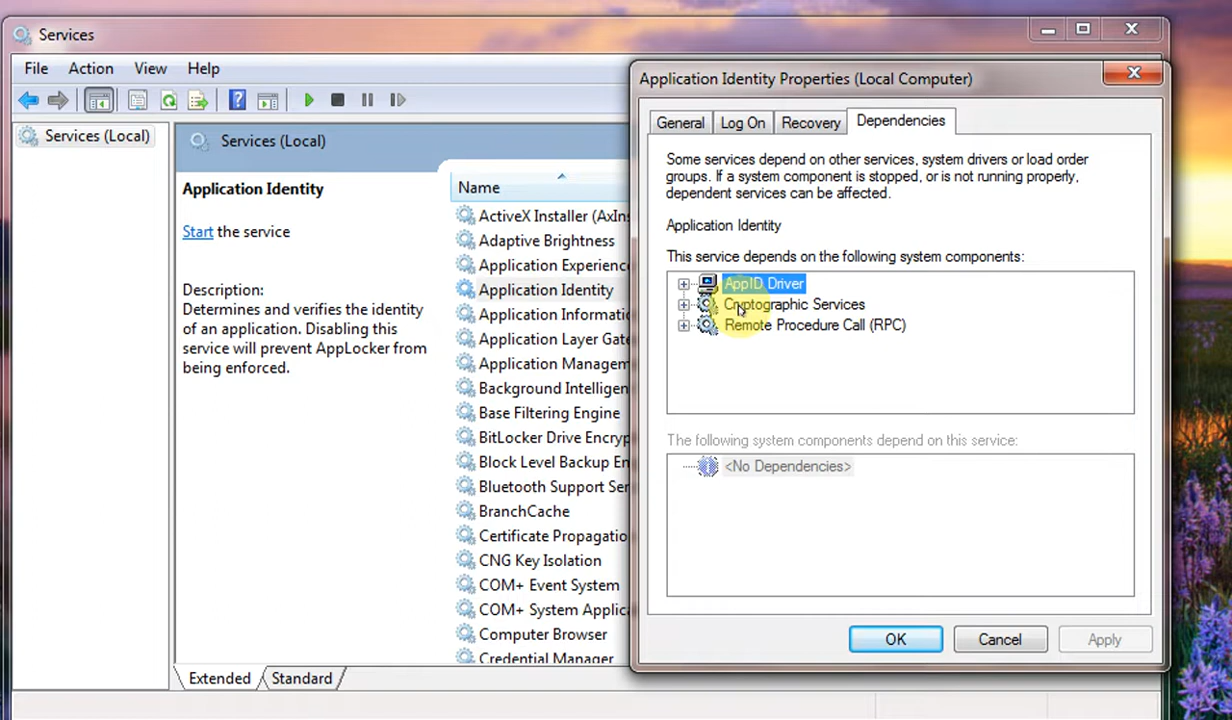 Services
File Action View Help
Services (Local)
Services (Local)
Application Identity
Start the service
Description:
Determines and verifies the identity
of an application. Disabling this
service will prevent AppLocker from
being enforced.
Name
ActiveX Installer (AxIns
Adaptive Brightness
Application Experienc
Application Identity
Application Informatio
Application Layer Gate
Application Managem
Background Intelligen
Base Filtering Engine
BitLocker Drive Encryp
Block Level Backup En
Bluetooth Support Ser
BranchCache
Certificate Propagatio
CNG Key Isolation
COM+ Event System
COM+ System Applica
Computer Browser
Credential Manager
Extended Standard
Application Identity Properties (Local Computer)
General Log On Recovery Dependencies
Some services depend on other services, system drivers or load order
groups. If a system component is stopped, or is not running properly,
dependent services can be affected.
Application Identity
This service depends on the following system components:
AppID Driver
Cryptographic Services
Remote Procedure Call (RPC)
The following system components depend on this service:
<No Dependencies>
OK Cancel Apply